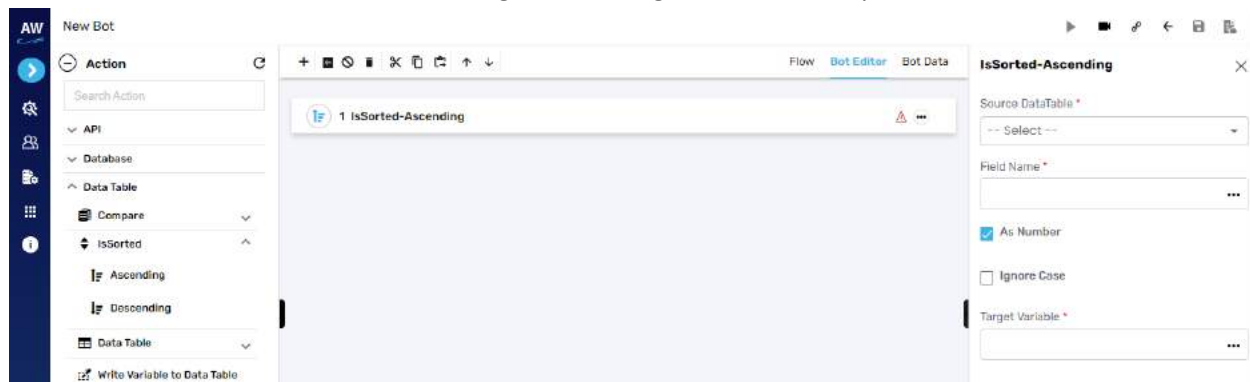 AW
New Bot
Action
Search Action
API
Database
Data Table
Compare
IsSorted
Ascending
Descending
Data Table
Write Variable to Data Table
Flow Bot Editor Bot Data
1 IsSorted-Ascending
IsSorted-Ascending
Source DataTable *
-- Select --
Field Name *
As Number
Ignore Case
Target Variable *